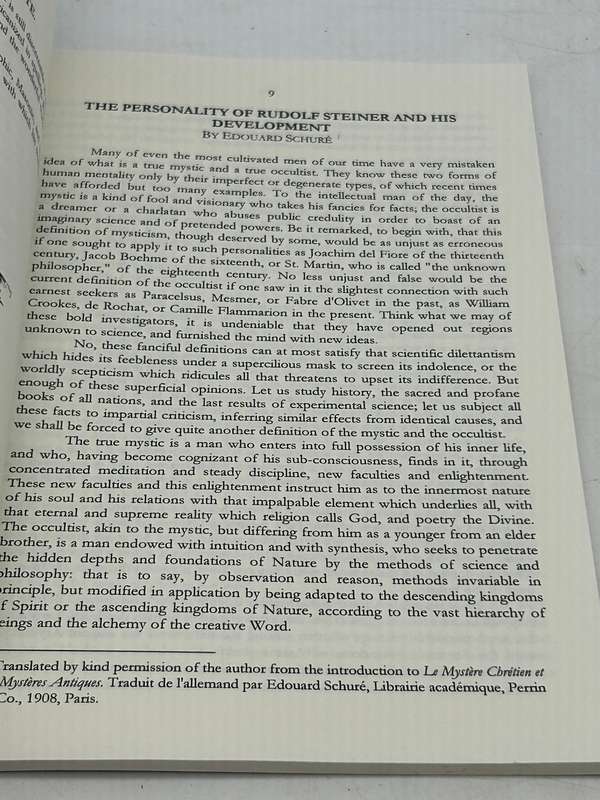 CE.
is still
and the
with which
9
THE PERSONALITY OF RUDOLF STEINER AND HIS
DEVELOPMENT
BY EDOUARD SCHURÉ
Many of even the most cultivated men of our time have a very mistaken
idea of what is a true mystic and a true occultist. They know these two forms of
human mentality only by their imperfect or degenerate types, of which recent times
have afforded but too many examples. To the intellectual man of the day, the
mystic is a kind of fool and visionary who takes his fancies for facts; the occultist is
a dreamer or a charlatan who abuses public credulity in order to boast of an
imaginary science and of pretended powers. Be it remarked, to begin with, that this
definition of mysticism, though deserved by some, would be as unjust as erroneous
if one sought to apply it to such personalities as Joachim del Fiore of the thirteenth
century, Jacob Boehme of the sixteenth, or St. Martin, who is called "the unknown
philosopher," of the eighteenth century. No less unjust and false would be the
current definition of the occultist if one saw in it the slightest connection with such
earnest seekers as Paracelsus, Mesmer, or Fabre d'Olivet in the past, as William
Crookes, de Rochat, or Camille Flammarion in the present. Think what we may of
these bold investigators, it is undeniable that they have opened out regions
unknown to science, and furnished the mind with new ideas.
No, these fanciful definitions can at most satisfy that scientific dilettantism
which hides its feebleness under a supercilious mask to screen its indolence, or the
worldly scepticism which ridicules all that threatens to upset its indifference. But
enough of these superficial opinions. Let us study history, the sacred and profane
books of all nations, and the last results of experimental science; let us subject all
these facts to impartial criticism, inferring similar effects from identical causes, and
we shall be forced to give quite another definition of the mystic and the occultist.
The true mystic is a man who enters into full possession of his inner life,
and who, having become cognizant of his sub-consciousness, finds in it, through
concentrated meditation and steady discipline, new faculties and enlightenment.
These new faculties and this enlightenment instruct him as to the innermost nature
of his soul and his relations with that impalpable element which underlies all, with
that eternal and supreme reality which religion calls God, and poetry the Divine.
The occultist, akin to the mystic, but differing from him as a younger from an elder
brother, is a man endowed with intuition and with synthesis, who seeks to penetrate
the hidden depths and foundations of Nature by the methods of science and
philosophy: that is to say, by observation and reason, methods invariable in
principle, but modified in application by being adapted to the descending kingdoms
of Spirit or the ascending kingdoms of Nature, according to the vast hierarchy of
eings and the alchemy of the creative Word.
Translated by kind permission of the author from the introduction to Le Mystère Chrétien et
Mystères Antiques. Traduit de l'allemand par Edouard Schuré, Librairie académique, Perrin
Co., 1908, Paris.